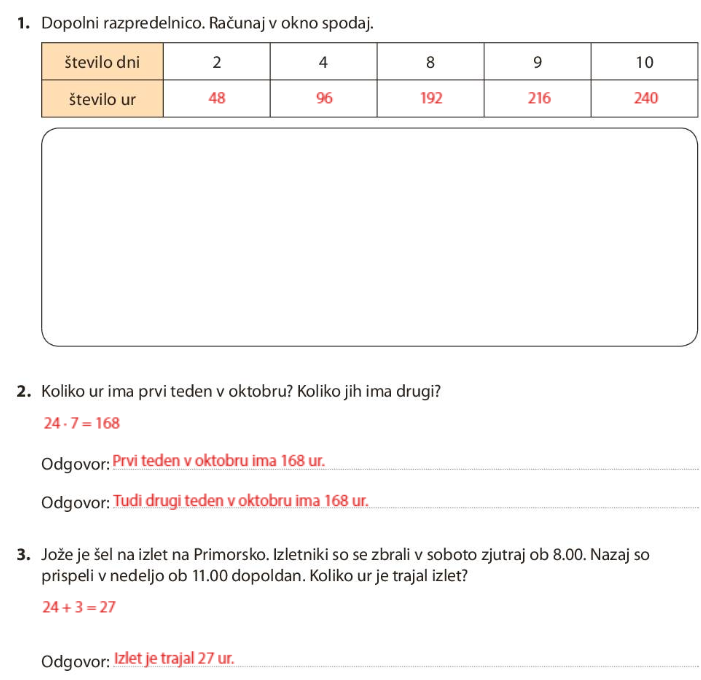 1. Dopolni razpredelnico. Računaj v okno spodaj.
število dni 2 4 8 9 10
število ur 48 96 192 216 240
2. Koliko ur ima prvi teden v oktobru? Koliko jih ima drugi?
24 · 7 = 168
Odgovor: Prvi teden v oktobru ima 168 ur.
Odgovor: Tudi drugi teden v oktobru ima 168 ur.
3. Jože je šel na izlet na Primorsko. Izletniki so se zbrali v soboto zjutraj ob 8.00. Nazaj so
prispeli v nedeljo ob 11.00 dopoldan. Koliko ur je trajal izlet?
24 + 3 = 27
Odgovor: Izlet je trajal 27 ur.